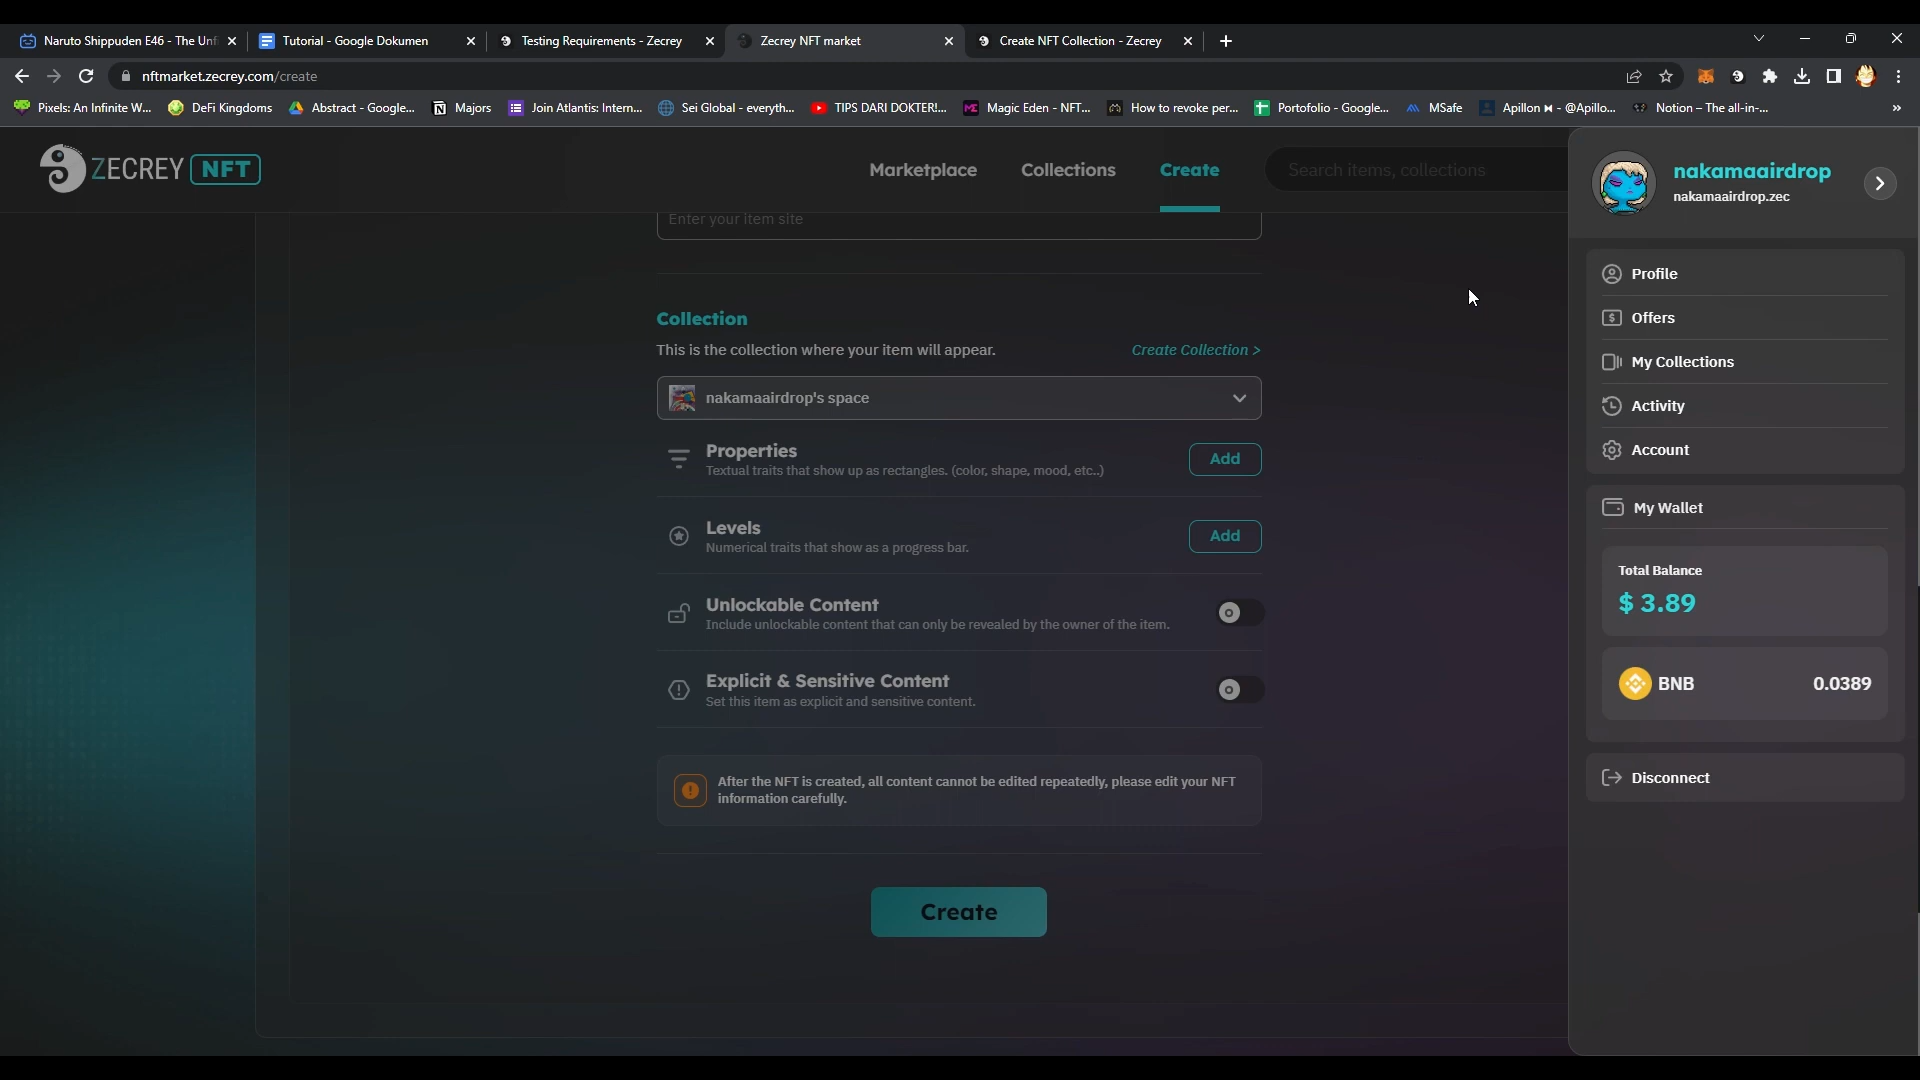 Naruto Shippuden E46 - The Unf
Tutorial - Google Dokumen
Testing Requirements - Zecrey
Zecrey NFT market
Create NFT Collection - Zecrey
nftmarket.zecrey.com/create
Pixels: An Infinite W...
DeFi Kingdoms
Abstract - Google...
Majors
Join Atlantis: Intern...
Sei Global - everyth...
TIPS DARI DOKTER!...
Magic Eden - NFT...
How to revoke per...
Portofolio - Google...
MSafe
Apillon - @Apillo...
Notion – The all-in-...
ZECREY NFT
Marketplace
Collections
Create
Search items, collections
nakamaairdrop
nakamaairdrop.zec
Enter your item site
Collection
This is the collection where your item will appear.
Create Collection >
nakamaairdrop's space
Properties
Textual traits that show up as rectangles. (color, shape, mood, etc..)
Add
Levels
Numerical traits that show as a progress bar.
Add
Unlockable Content
Include unlockable content that can only be revealed by the owner of the item.
Explicit & Sensitive Content
Set this item as explicit and sensitive content.
After the NFT is created, all content cannot be edited repeatedly, please edit your NFT
information carefully.
Create
Profile
Offers
My Collections
Activity
Account
My Wallet
Total Balance
$ 3.89
BNB
0.0389
Disconnect